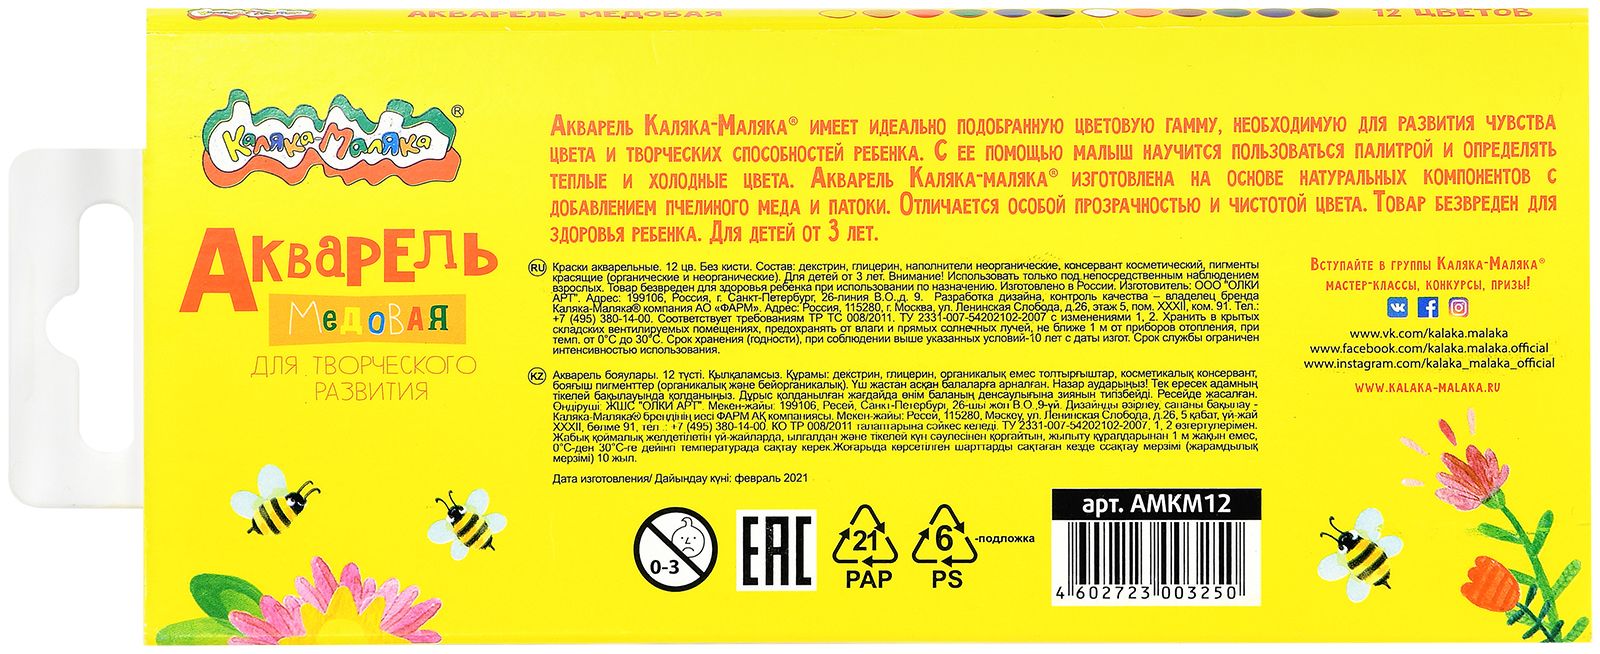 АКВАРЕЛЬ МЕДОВАЯ
12 ЦВЕТОВ
Каляка-Маляка®
АКВАРЕЛЬ
МЕДОВАЯ
ДЛЯ ТВОРЧЕСКОГО
РАЗВИТИЯ
АКВАРЕЛЬ КАЛЯКА-МАЛЯКА® ИМЕЕТ ИДЕАЛЬНО ПОДОБРАННУЮ ЦВЕТОВУЮ ГАММУ, НЕОБХОДИМУЮ ДЛЯ РАЗВИТИЯ ЧУВСТВА
ЦВЕТА И ТВОРЧЕСКИХ СПОСОБНОСТЕЙ РЕБЕНКА. С ЕЕ ПОМОЩЬЮ МАЛЫШ НАУЧИТСЯ ПОЛЬЗОВАТЬСЯ ПАЛИТРОЙ И ОПРЕДЕЛЯТЬ
ТЕПЛЫЕ И ХОЛОДНЫЕ ЦВЕТА. АКВАРЕЛЬ КАЛЯКА-МАЛЯКА® ИЗГОТОВЛЕНА НА ОСНОВЕ НАТУРАЛЬНЫХ КОМПОНЕНТОВ С
ДОБАВЛЕНИЕМ ПЧЕЛИНОГО МЕДА И ПАТОКИ. ОТЛИЧАЕТСЯ ОСОБОЙ ПРОЗРАЧНОСТЬЮ И ЧИСТОТОЙ ЦВЕТА. ТОВАР БЕЗВРЕДЕН ДЛЯ
ЗДОРОВЬЯ РЕБЕНКА. ДЛЯ ДЕТЕЙ ОТ 3 ЛЕТ.
RU Краски акварельные. 12 цв. Без кисти. Состав: декстрин, глицерин, наполнители неорганические, консервант косметический, пигменты
красящие (органические и неорганические). Для детей от 3 лет. Внимание! Использовать только под непосредственным наблюдением
взрослых. Товар безвреден для здоровья ребенка при использовании по назначению. Изготовлено в России. Изготовитель: ООО "ОЛКИ
АРТ". Адрес: 199106, Россия, г. Санкт-Петербург, 26-линия В.О.,д. 9. Разработка дизайна, контроль качества – владелец бренда
Каляка-Маляка® компания АО «ФАРМ». Адрес: Россия, 115280, г. Москва, ул. Ленинская Слобода, д.26, этаж 5, пом. XXXII, ком. 91. Тел.:
+7 (495) 380-14-00. Соответствует требованиям ТР ТС 008/2011. ТУ 2331-007-54202102-2007 с изменениями 1, 2. Хранить в крытых
складских вентилируемых помещениях, предохранять от влаги и прямых солнечных лучей, не ближе 1 м от приборов отопления, при
темп. от 0°С до 30°С. Срок хранения (годности), при соблюдении выше указанных условий-10 лет с даты изгот. Срок службы ограничен
интенсивностью использования.
KZ Акварель бояулары. 12 түсті. Қылқаламсыз. Құрамы: декстрин, глицерин, органикалық емес толтырғыштар, косметикалық консервант,
бояғыш пигменттер (органикалық және бейорганикалық). Үш жастан асқан балаларға арналған. Назар аударыңыз! Тек ересек адамның
тікелей бақылауында қолданыңыз. Дұрыс қолданылған жағдайда өнім баланың денсаулығына зиянын типзбейді. Ресейде жасалған.
Өндіруші: ЖШС "ОЛКИ АРТ". Мекен-жайы: 199106, Ресей, Санкт-Петербург, 26-шы жол В.О.,9-үй. Дизайнды әзірлеу, сапаны бақылау -
Каляка-Маляка® брендінің иесі ФАРМ АҚ компаниясы. Мекен-жайы: Ресей, 115280, Мәскеу, ул. Ленинская Слобода, д.26, 5 қабат, үй-жай
XXXII, бөлме 91, тел .: +7 (495) 380-14-00. КО ТР 008/2011 талаптарына сәйкес келеді. ТУ 2331-007-54202102-2007, 1, 2 өзгертулерімен.
Жабық қоймалық желдетілетін үй-жайларда, ылғалдан және тікелей күн сәулесінен қорғайтын, жылыту құралдарынан 1 м жақын емес,
0°С-ден 30°С-ге дейін температурада сақтау керек.Жоғарыда көрсетілген шарттарды сақтаған кезде ссақтау мерзімі (жарамдылық
мерзімі) 10 жыл.
Дата изготовления/ Дайындау күні: февраль 2021
ВСТУПАЙТЕ В ГРУППЫ КАЛЯКА-МАЛЯКА®
МАСТЕР-КЛАССЫ, КОНКУРСЫ, ПРИЗЫ!
www.vk.com/kalaka.malaka
www.facebook.com/kalaka.malaka.official
www.instagram.com/kalaka_malaka_official
WWW.KALAKA-MALAKA.RU
0-3
EAC
21
PAP
6
PS
-подложка
арт. АМКМ12
4 602723 003250